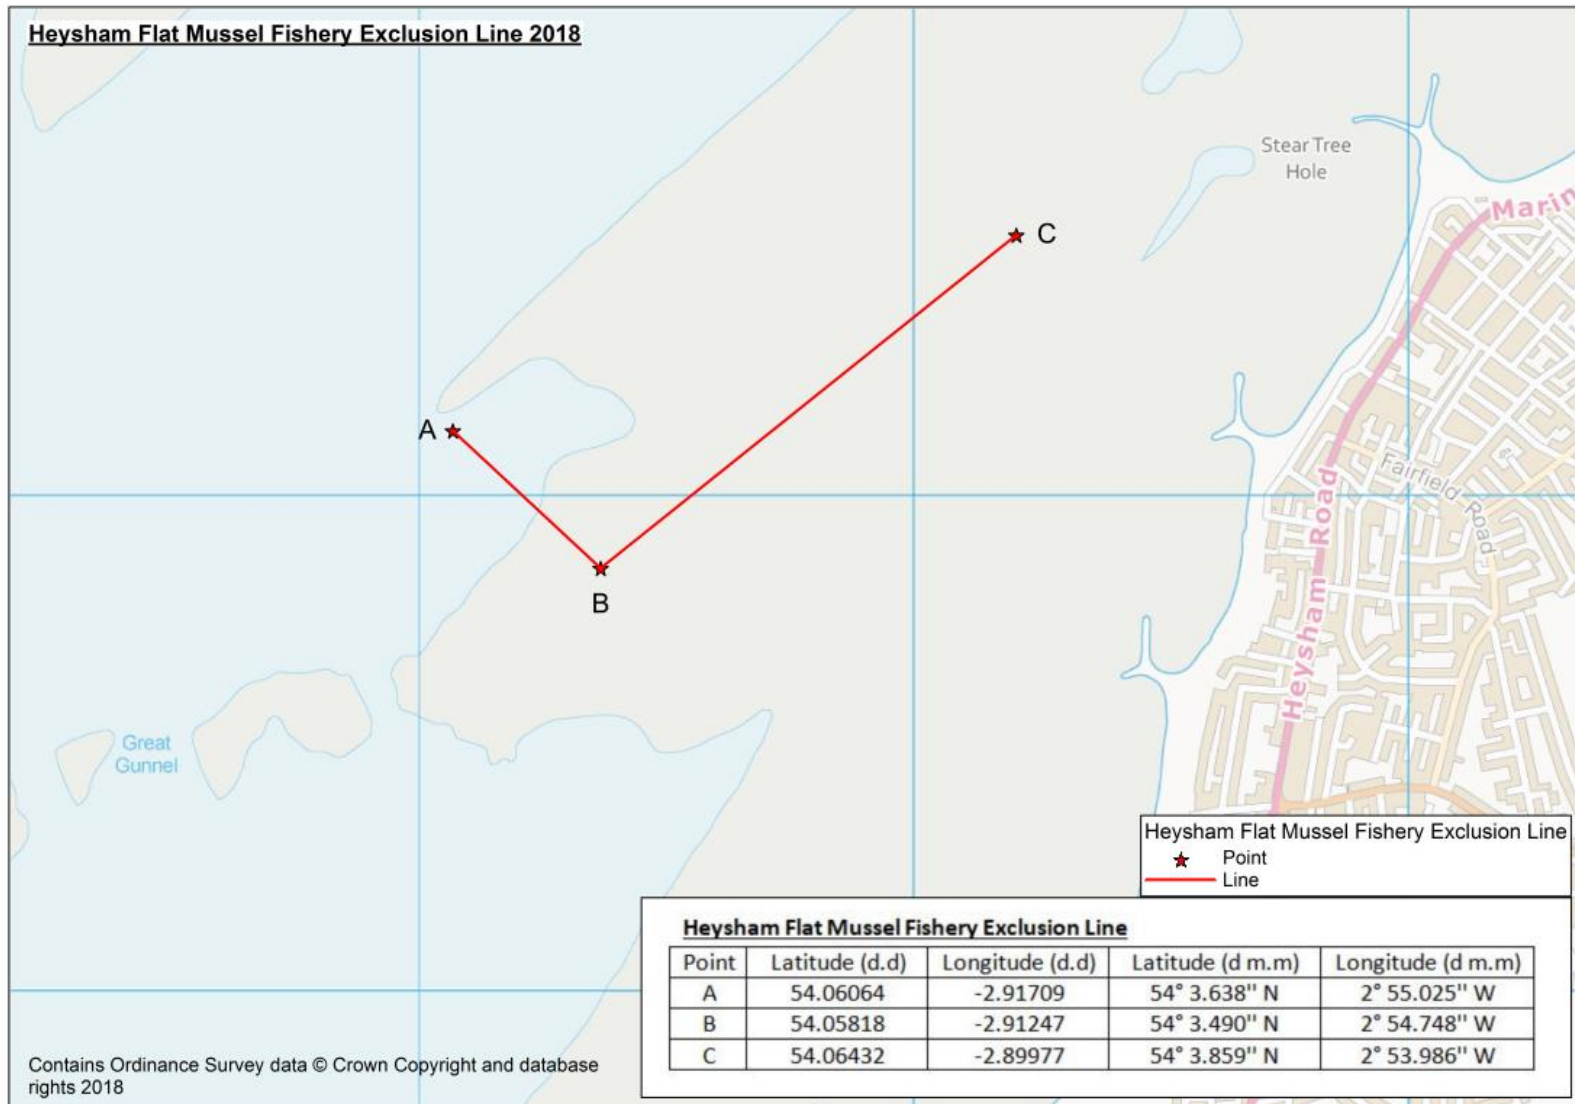 Heysham Flat Mussel Fishery Exclusion Line 2018
Stear Tree
Hole
Marin
C
A
Fairfield Road
B
Heysham Road
Great
Gunnel
Heysham Flat Mussel Fishery Exclusion Line
Point
Line
Heysham Flat Mussel Fishery Exclusion Line
Point Latitude (d.d) Longitude (d.d) Latitude (d m.m) Longitude (d m.m)
A 54.06064 -2.91709 54° 3.638'' N 2° 55.025'' W
B 54.05818 -2.91247 54° 3.490'' N 2° 54.748'' W
C 54.06432 -2.89977 54° 3.859'' N 2° 53.986'' W
Contains Ordinance Survey data © Crown Copyright and database
rights 2018